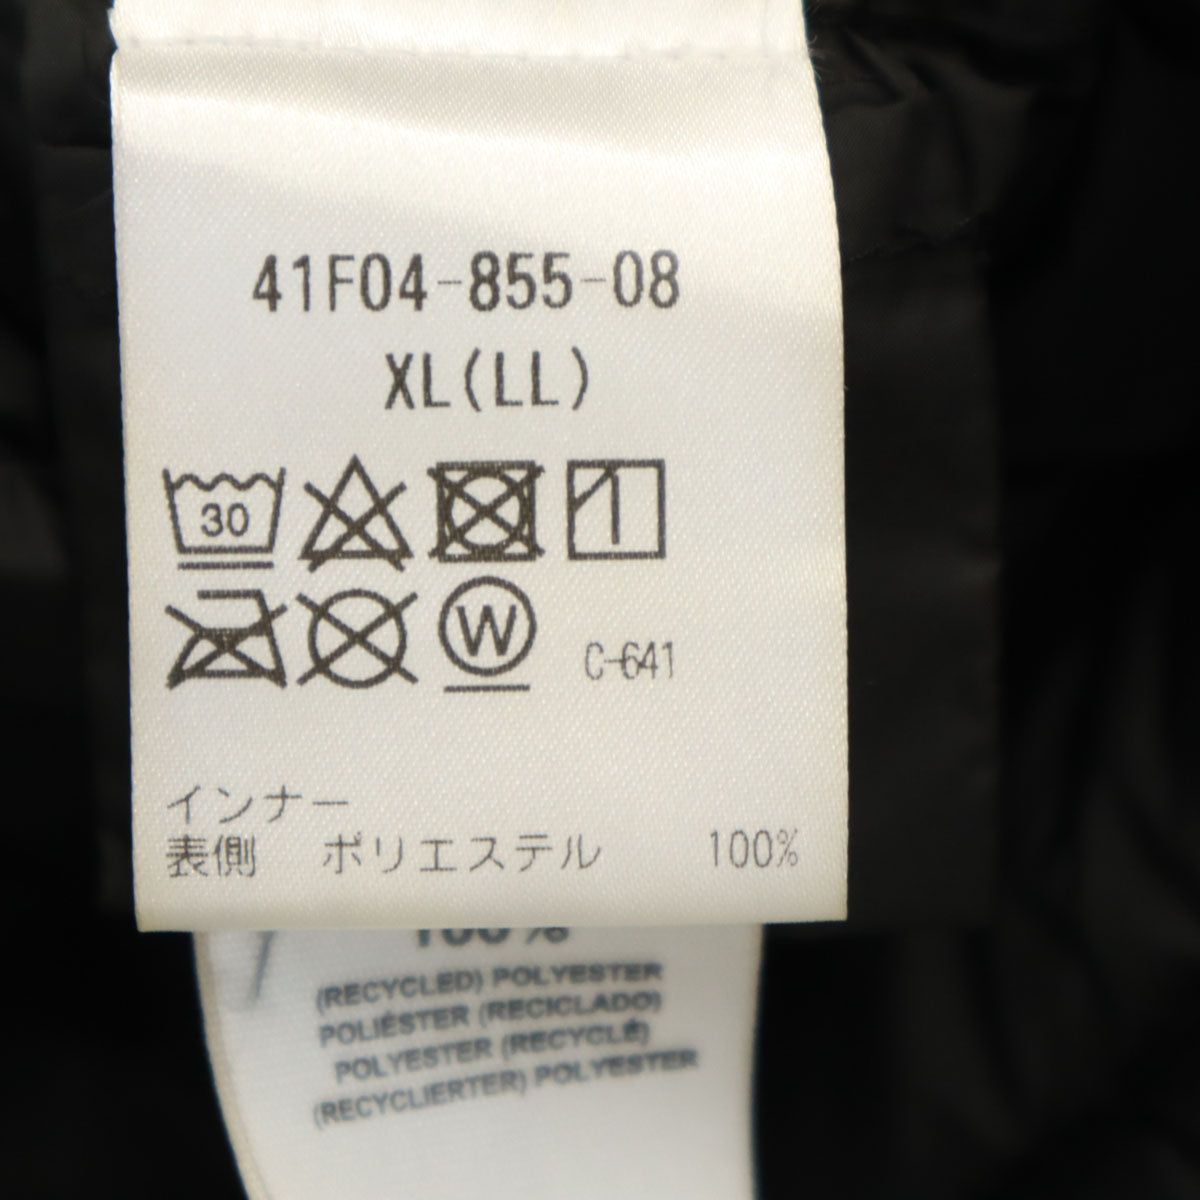 41F04-855-08
XL(LL)
30
W
C-641
インナー
表側 ポリエステル 100%
100%
(RECYCLED) POLYESTER
POLIÉSTER (RECICLADO)
POLYESTER (RECYCLÉ)
(RECYCLIERTER) POLYESTER